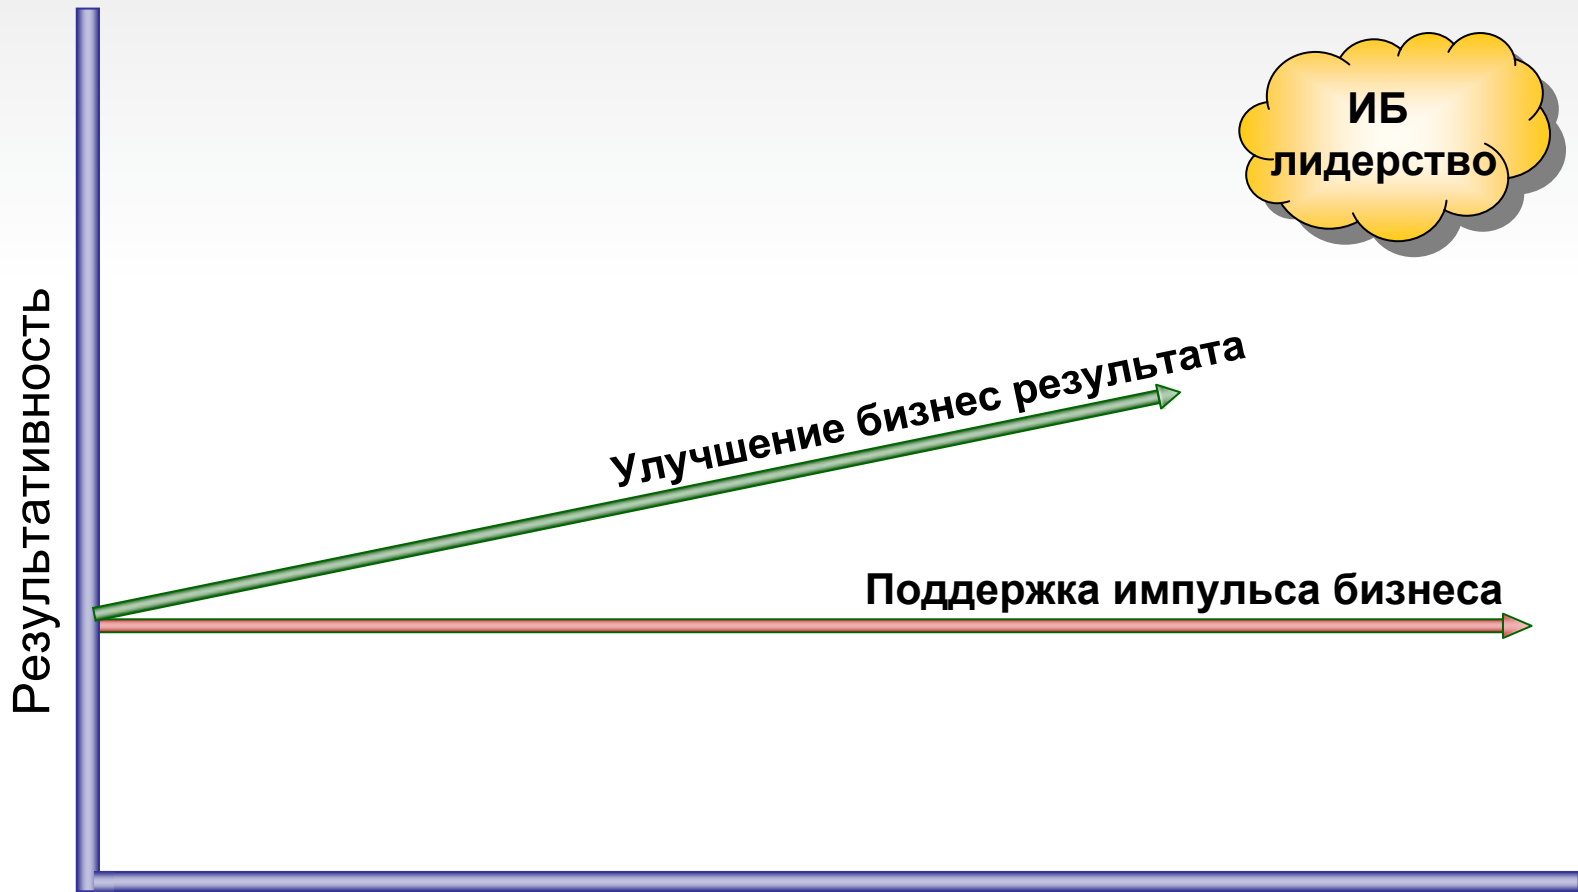 ИБ
лидерство
Результативность
Улучшение бизнес результата
Поддержка импульса бизнеса